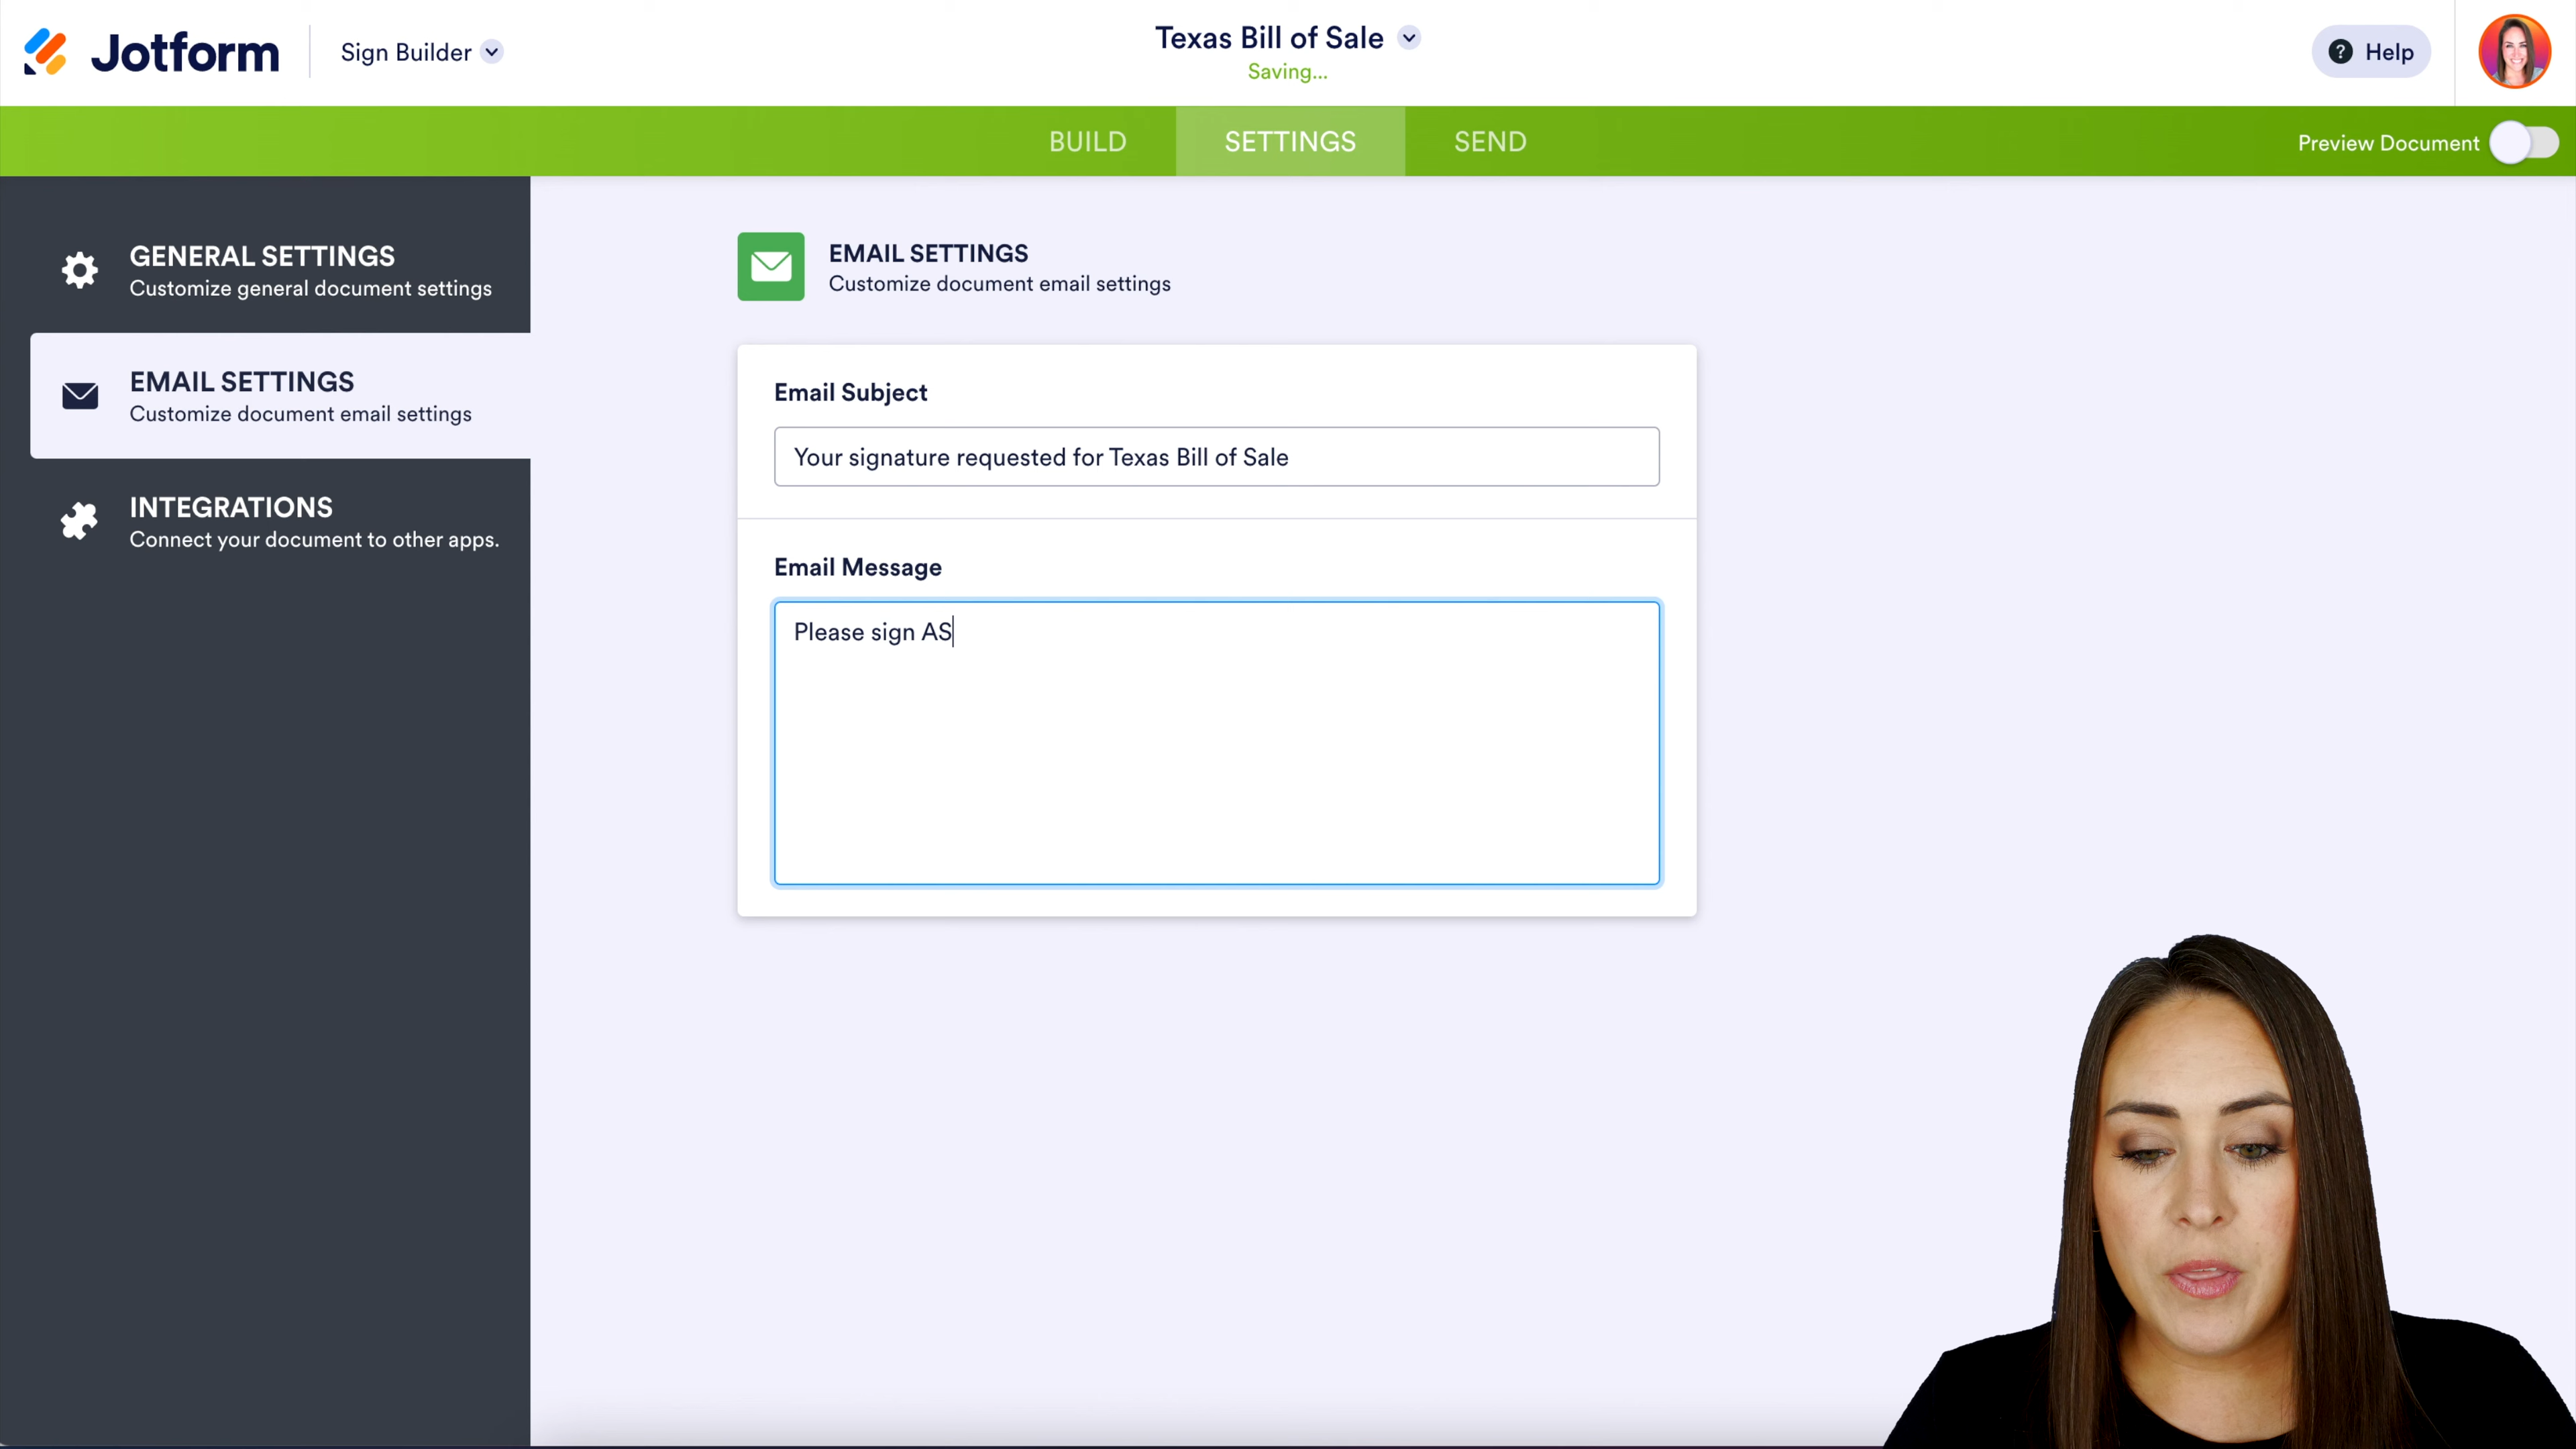 Jotform
Sign Builder
Texas Bill of Sale
Saving...
Help
BUILD
SETTINGS
SEND
Preview Document
GENERAL SETTINGS
Customize general document settings
EMAIL SETTINGS
Customize document email settings
INTEGRATIONS
Connect your document to other apps.
EMAIL SETTINGS
Customize document email settings
Email Subject
Your signature requested for Texas Bill of Sale
Email Message
Please sign AS